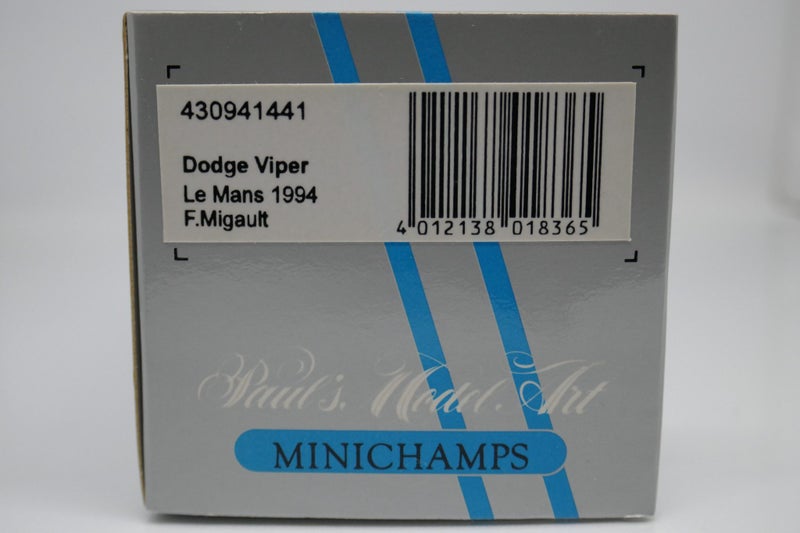 430941441
Dodge Viper
Le Mans 1994
F.Migault
4 012138 018365
Paul's. Model. Art
MINICHAMPS